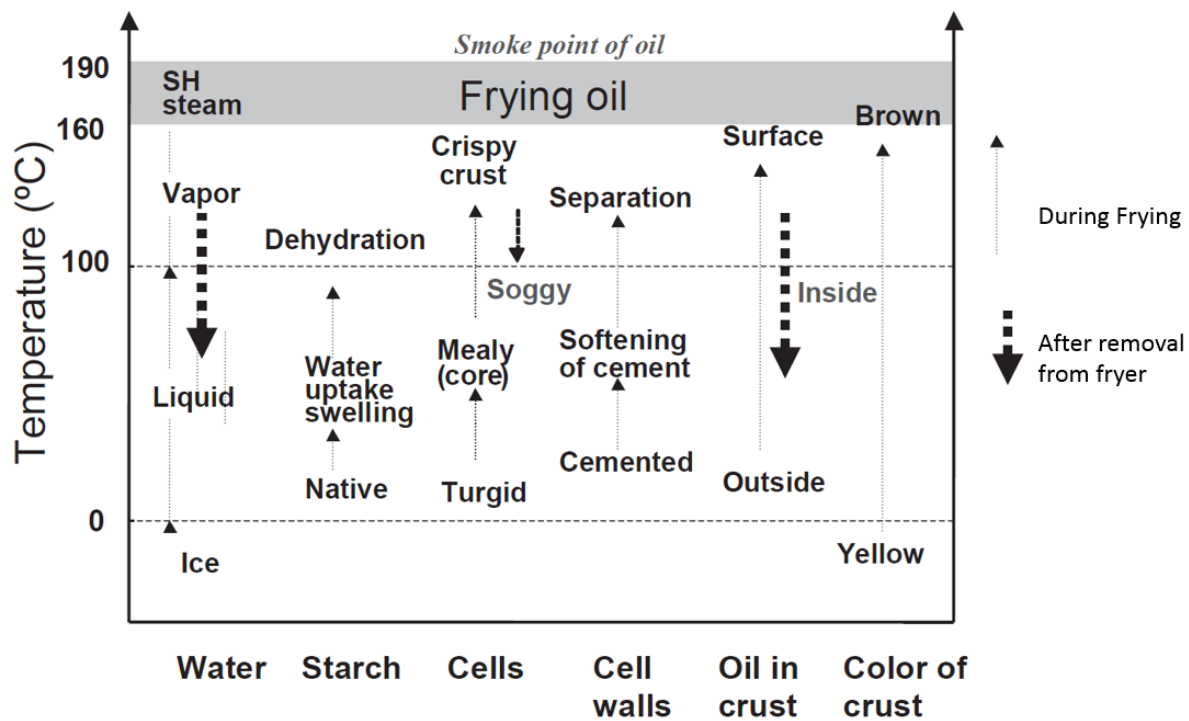 Smoke point of oil
190
SH
steam
Frying oil
160
Brown
Surface
Crispy
crust
Vapor
Separation
During Frying
Dehydration
100
Soggy
Inside
Temperature (ºC)
Mealy
(core)
Softening
of cement
After removal
from fryer
Water
uptake
swelling
Liquid
Cemented
Native
Turgid
Outside
0
Ice
Yellow
Water
Starch
Cells
Cell
walls
Oil in
crust
Color of
crust